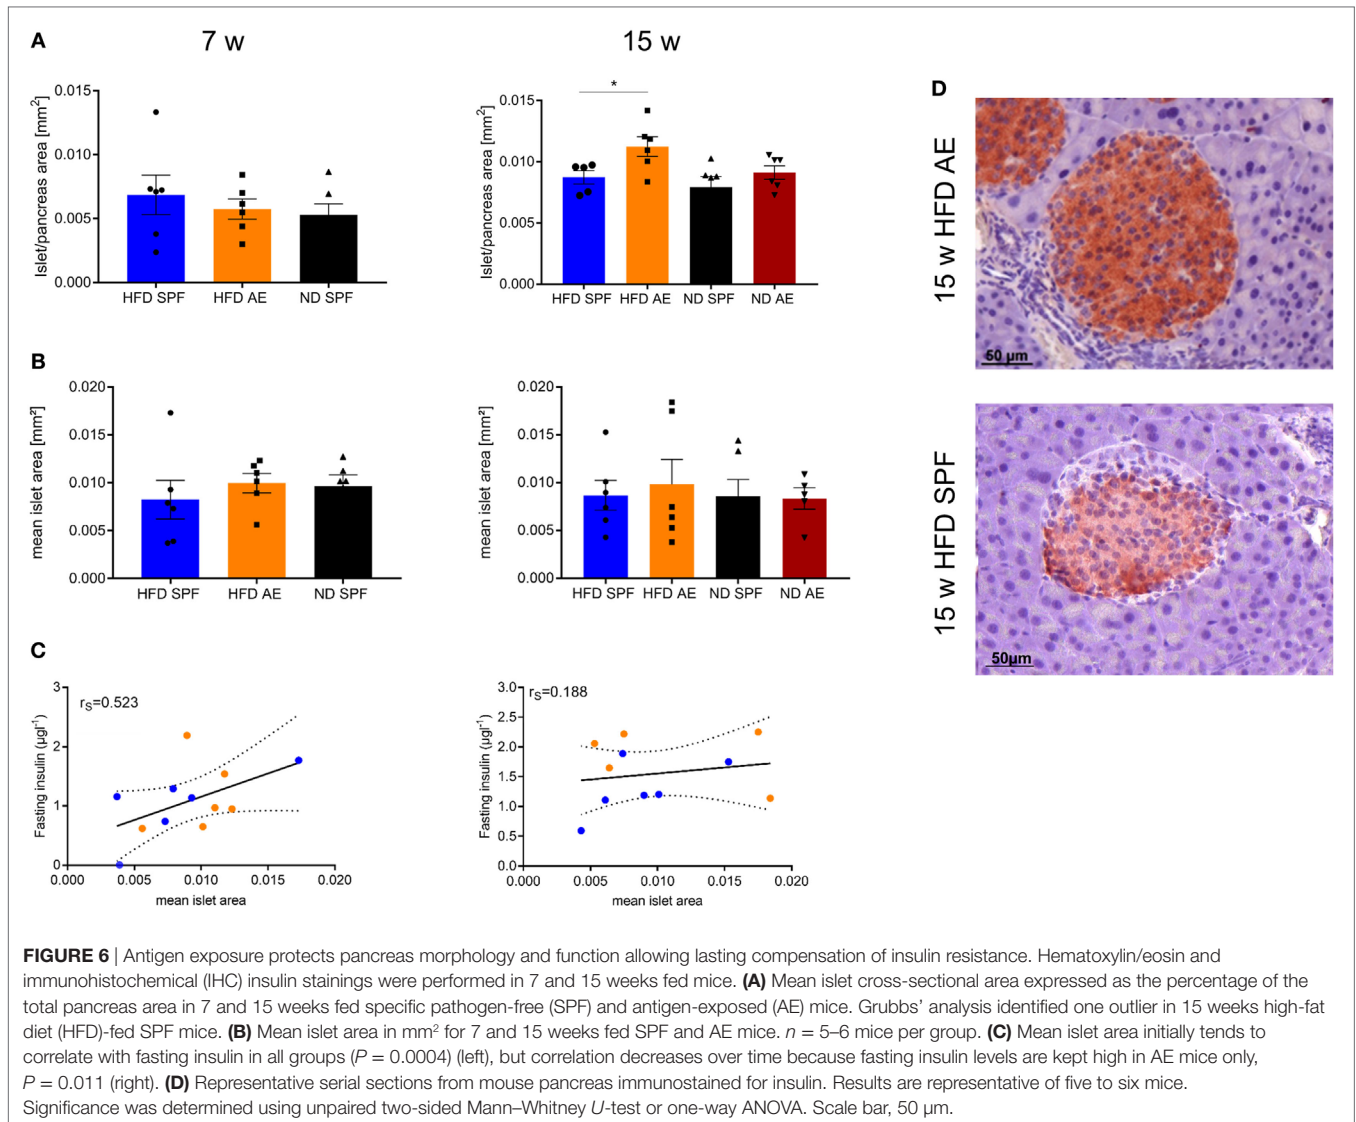 A
7 w
15 w
Islet/pancreas area [mm²]
0.015
0.010
0.005
0.000
HFD SPF
HFD AE
ND SPF
Islet/pancreas area [mm²]
0.015
0.010
0.005
0.000
*
HFD SPF
HFD AE
ND SPF
ND AE
B
mean islet area [mm²]
0.020
0.015
0.010
0.005
0.000
HFD SPF
HFD AE
ND SPF
mean islet area [mm²]
0.020
0.015
0.010
0.005
0.000
HFD SPF
HFD AE
ND SPF
ND AE
C
Fasting insulin (µgl⁻¹)
3
2
1
0
rS=0.523
0.000
0.005
0.010
0.015
0.020
mean islet area
Fasting insulin (µgl⁻¹)
3.0
2.5
2.0
1.5
1.0
0.5
0.0
rS=0.188
0.000
0.005
0.010
0.015
0.020
mean islet area
D
15 w HFD AE
50 µm
15 w HFD SPF
50µm
FIGURE 6 | Antigen exposure protects pancreas morphology and function allowing lasting compensation of insulin resistance. Hematoxylin/eosin and
immunohistochemical (IHC) insulin stainings were performed in 7 and 15 weeks fed mice. (A) Mean islet cross-sectional area expressed as the percentage of the
total pancreas area in 7 and 15 weeks fed specific pathogen-free (SPF) and antigen-exposed (AE) mice. Grubbs’ analysis identified one outlier in 15 weeks high-fat
diet (HFD)-fed SPF mice. (B) Mean islet area in mm² for 7 and 15 weeks fed SPF and AE mice. n = 5–6 mice per group. (C) Mean islet area initially tends to
correlate with fasting insulin in all groups (P = 0.0004) (left), but correlation decreases over time because fasting insulin levels are kept high in AE mice only,
P = 0.011 (right). (D) Representative serial sections from mouse pancreas immunostained for insulin. Results are representative of five to six mice.
Significance was determined using unpaired two-sided Mann–Whitney U-test or one-way ANOVA. Scale bar, 50 µm.